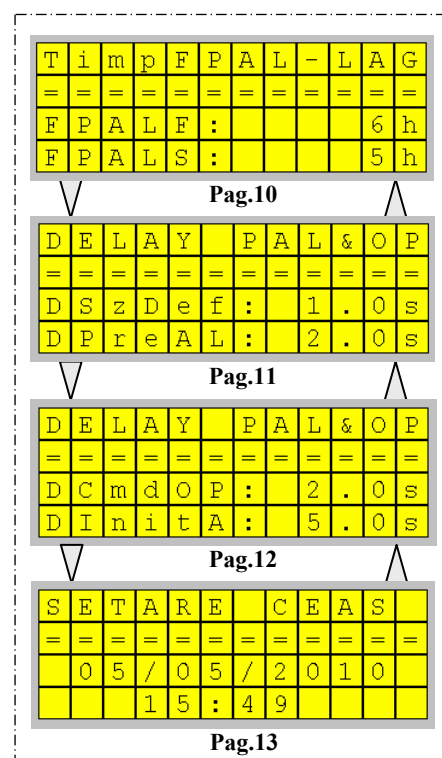 TimpFPAL-LAG
============
FPALF:    6h
FPALS:    5h
Pag.10
DELAY PAL&OP
============
DSzDef: 1.0s
DPreAL: 2.0s
Pag.11
DELAY PAL&OP
============
DCmdOP: 2.0s
DInitA: 5.0s
Pag.12
SETARE CEAS
============
05/05/2010
15:49
Pag.13